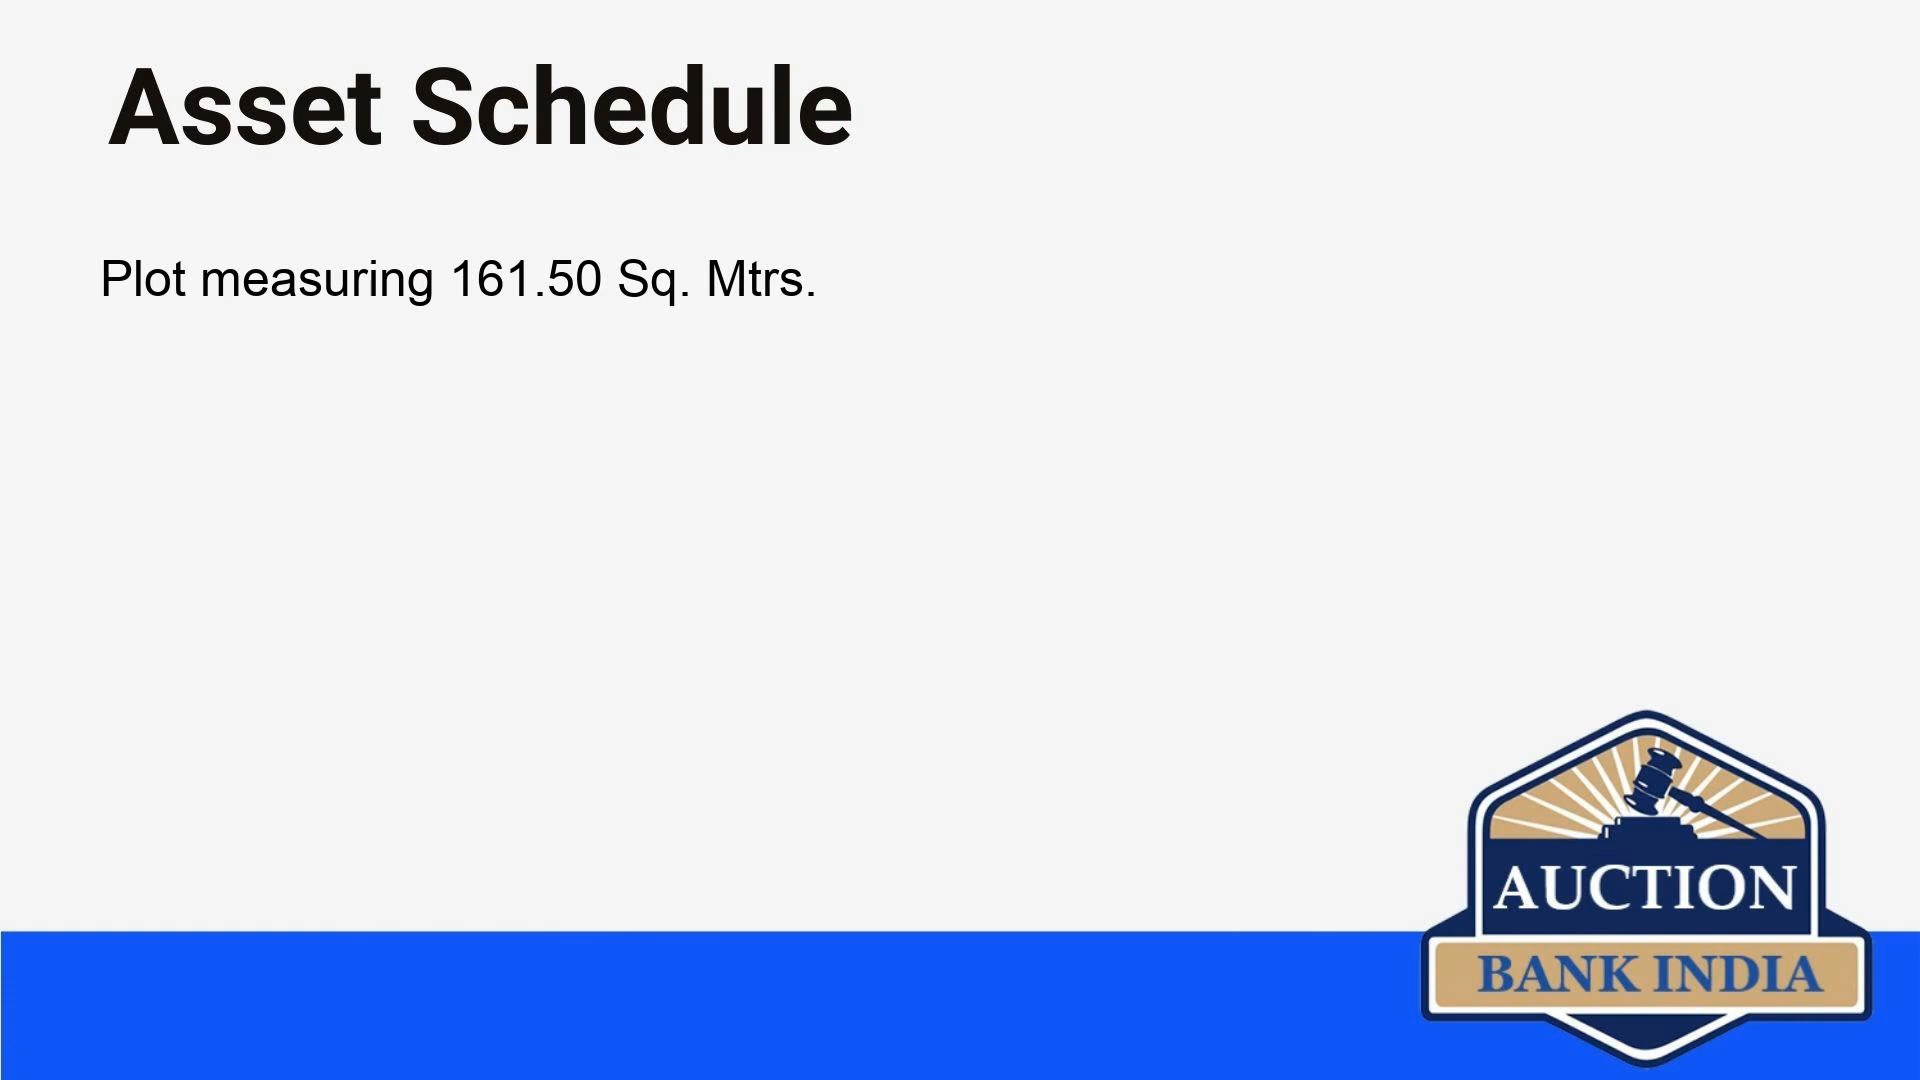 Asset Schedule
Plot measuring 161.50 Sq. Mtrs.
AUCTION
BANK INDIA